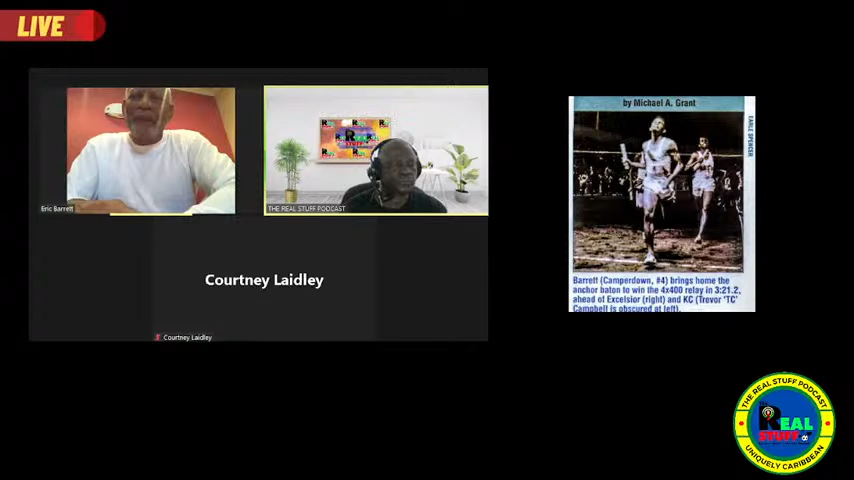 LIVE
Eric Barrett
THE REAL STUFF PODCAST
Courtney Laidley
Courtney Laidley
by Michael A. Grant
EARLE SPENCER
Barrett (Camperdown, #4) brings home the
anchor baton to win the 4x400 relay in 3:21.2,
ahead of Excelsior (right) and KC (Trevor 'TC'
Campbell is obscured at left).
THE REAL STUFF PODCAST
REAL
STUFF
UNIQUELY CARIBBEAN